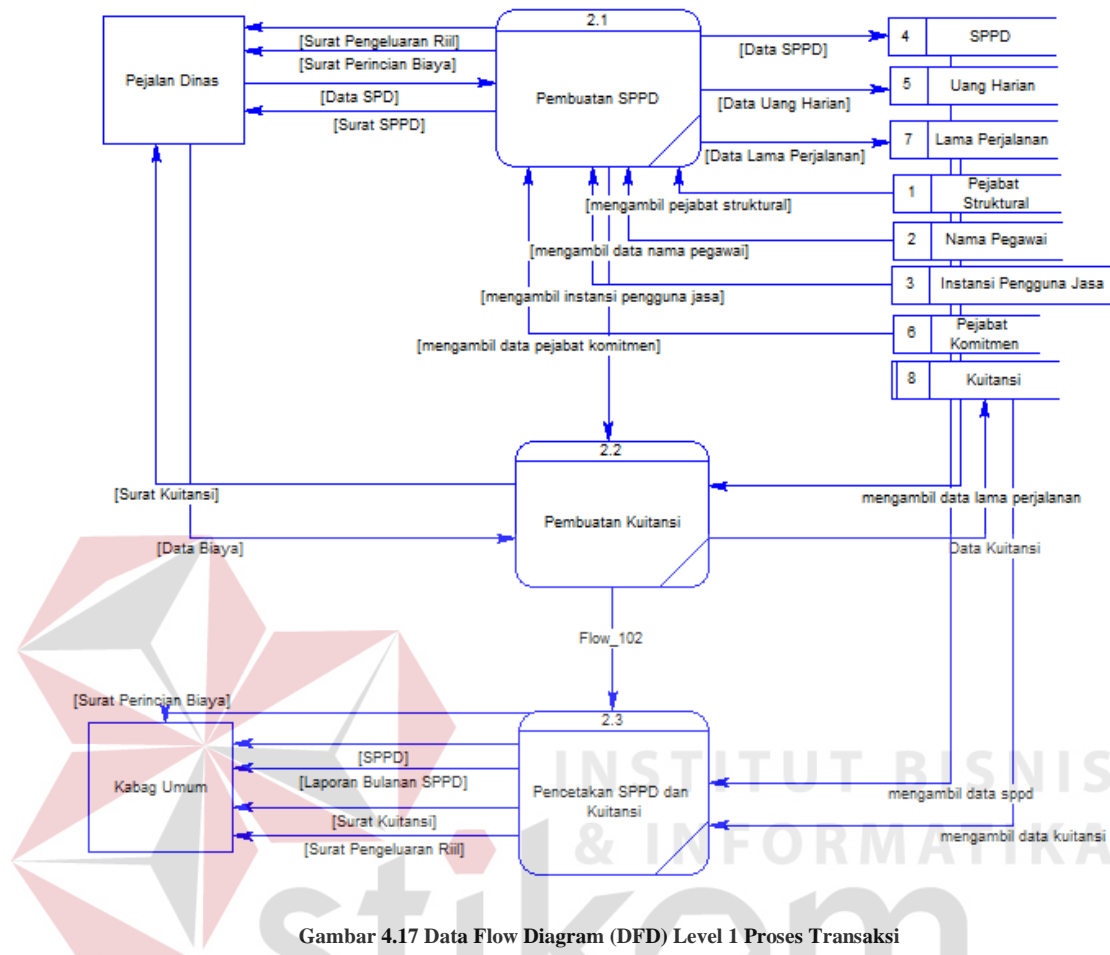 2.1
[Surat Pengeluaran Riil]
[Surat Perincian Biaya]
Pejalan Dinas
[Data SPD]
[Surat SPPD]
Pembuatan SPPD
[Data SPPD]
[Data Uang Harian]
[Data Lama Perjalanan]
4
SPPD
5
Uang Harian
7
Lama Perjalanan
1
Pejabat
Struktural
2
Nama Pegawai
3
Instansi Pengguna Jasa
6
Pejabat
Komitmen
8
Kuitansi
[mengambil pejabat struktural]
[mengambil data nama pegawai]
[mengambil instansi pengguna jasa]
[mengambil data pejabat komitmen]
2.2
Pembuatan Kuitansi
[Surat Kuitansi]
[Data Biaya]
mengambil data lama perjalanan
Data Kuitansi
Flow_102
[Surat Perincian Biaya]
2.3
Kabag Umum
[SPPD]
[Laporan Bulanan SPPD]
[Surat Kuitansi]
[Surat Pengeluaran Riil]
Pencetakan SPPD dan
Kuitansi
mengambil data sppd
mengambil data kuitansi
INSTITUT BISNIS
& INFORMATIKA
stikom
Gambar 4.17 Data Flow Diagram (DFD) Level 1 Proses Transaksi